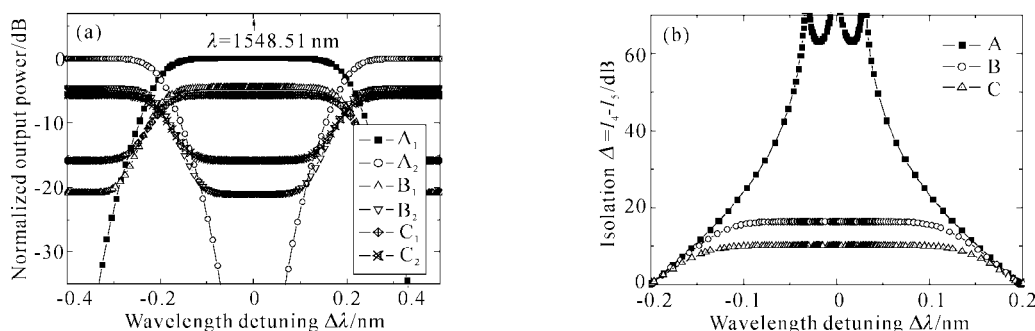 (a)
λ=1548.51 nm
Normalized output power/dB
0
-10
-20
-30
A₁
A₂
B₁
B₂
C₁
C₂
-0.4 -0.2 0 0.2 0.4
Wavelength detuning Δλ/nm
(b)
Isolation Δ=I₄-I₅/dB
60
40
20
0
A
B
C
-0.2 -0.1 0 0.1 0.2
Wavelength detuning Δλ/nm